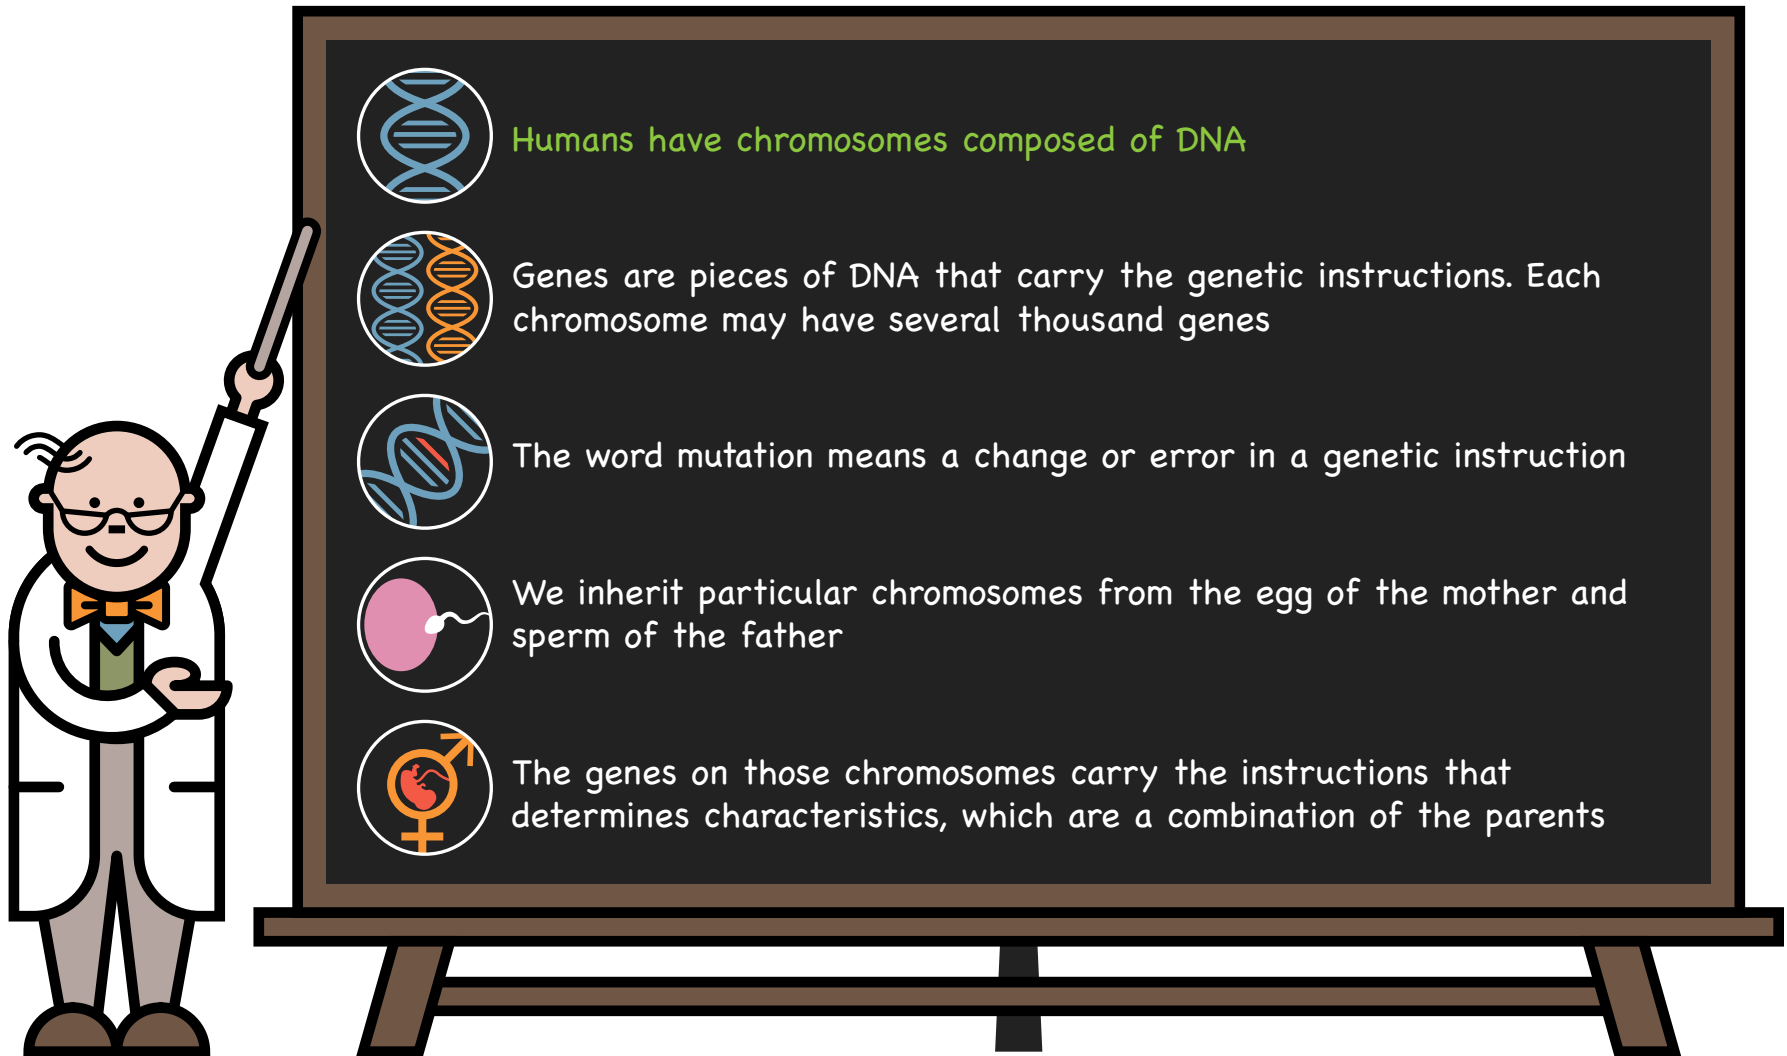 Humans have chromosomes composed of DNA
Genes are pieces of DNA that carry the genetic instructions. Each
chromosome may have several thousand genes
The word mutation means a change or error in a genetic instruction
We inherit particular chromosomes from the egg of the mother and
sperm of the father
The genes on those chromosomes carry the instructions that
determines characteristics, which are a combination of the parents